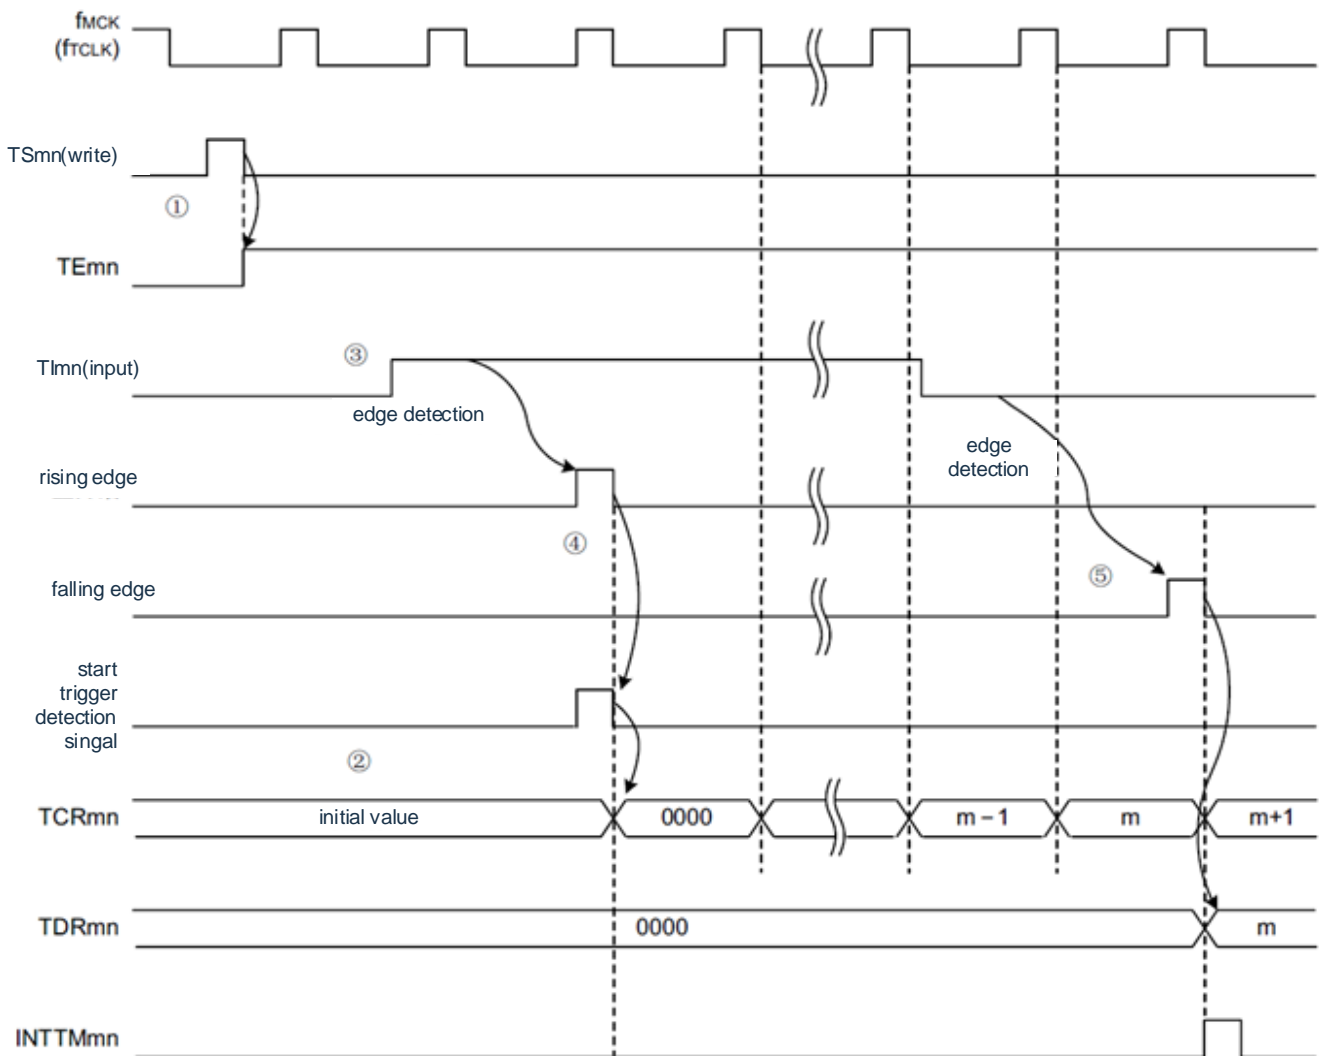 fMCK
(fTCLK)
TSmn(write)
①
TEmn
③
TImn(input)
edge detection
edge
detection
rising edge
④
⑤
falling edge
start
trigger
detection
singal
②
TCRmn
initial value
0000
m – 1
m
m+1
TDRmn
0000
m
INTTMmn